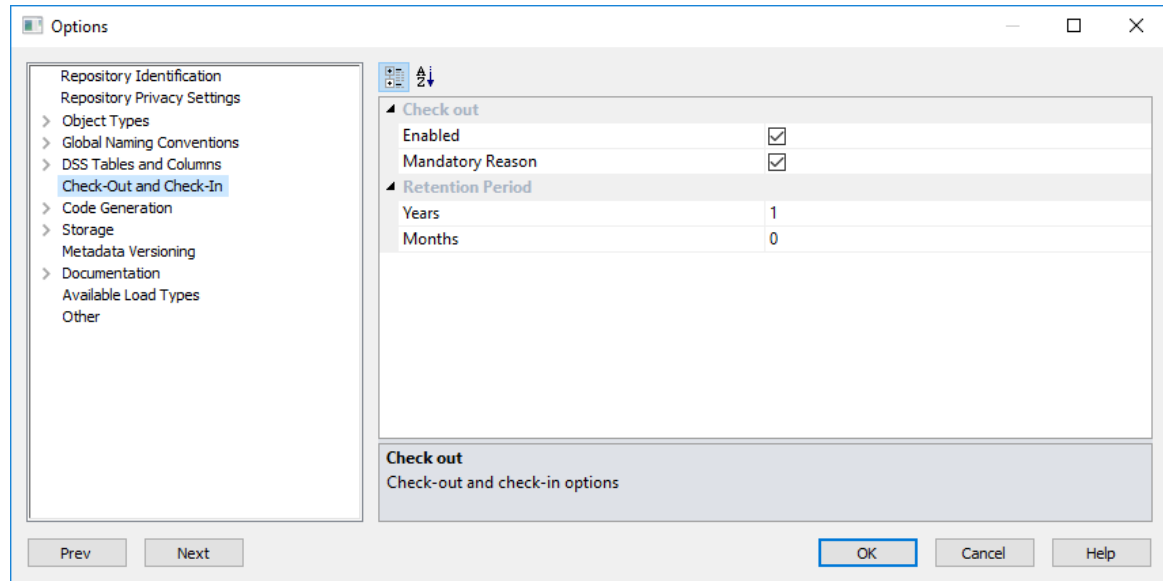 Options
Repository Identification
Repository Privacy Settings
Object Types
Global Naming Conventions
DSS Tables and Columns
Check-Out and Check-In
Code Generation
Storage
Metadata Versioning
Documentation
Available Load Types
Other
Check out
Enabled
Mandatory Reason
Retention Period
Years 1
Months 0
Check out
Check-out and check-in options
Prev Next OK Cancel Help